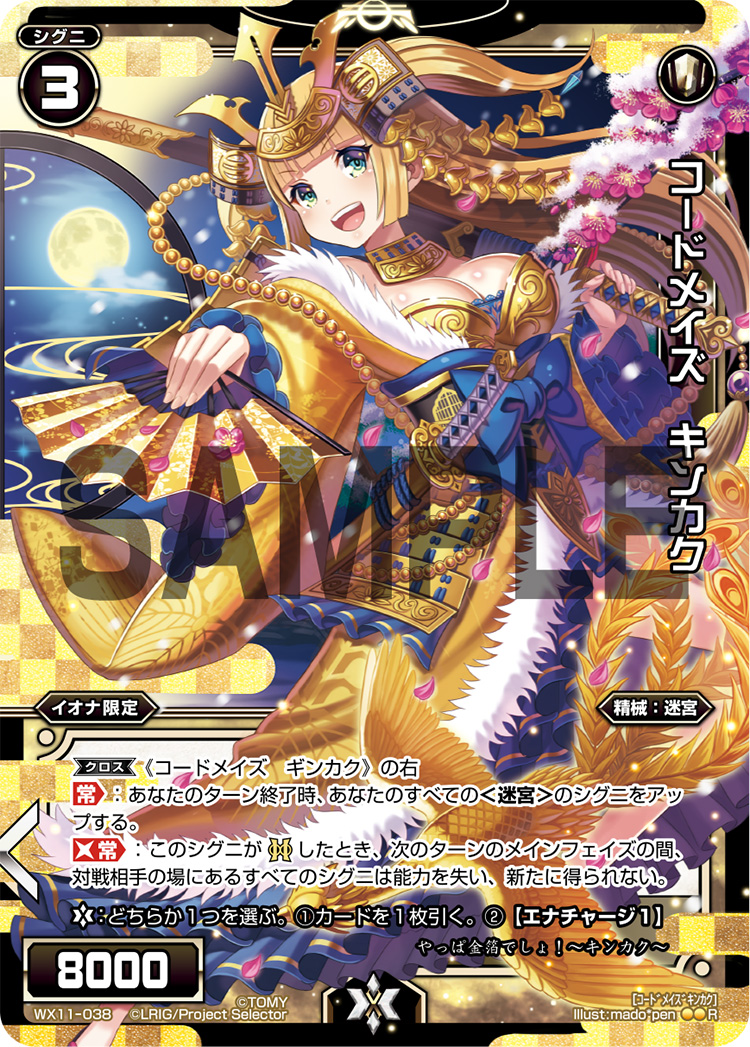 シグニ
3
コードメイズ キンカク
SAMPLE
イオナ限定
精械：迷宮
クロス 《コードメイズ ギンカク》の右
常：あなたのターン終了時、あなたのすべての＜迷宮＞のシグニをアッ
プする。
常：このシグニが したとき、次のターンのメインフェイズの間、
対戦相手の場にあるすべてのシグニは能力を失い、新たに得られない。
：どちらか１つを選ぶ。①カードを１枚引く。②【エナチャージ１】
やっぱ金箔でしょ！～キンカク～
8000
©TOMY
WX11-038 ©LRIG/Project Selector
[コードメイズキンカク]
Illust:mado*pen R